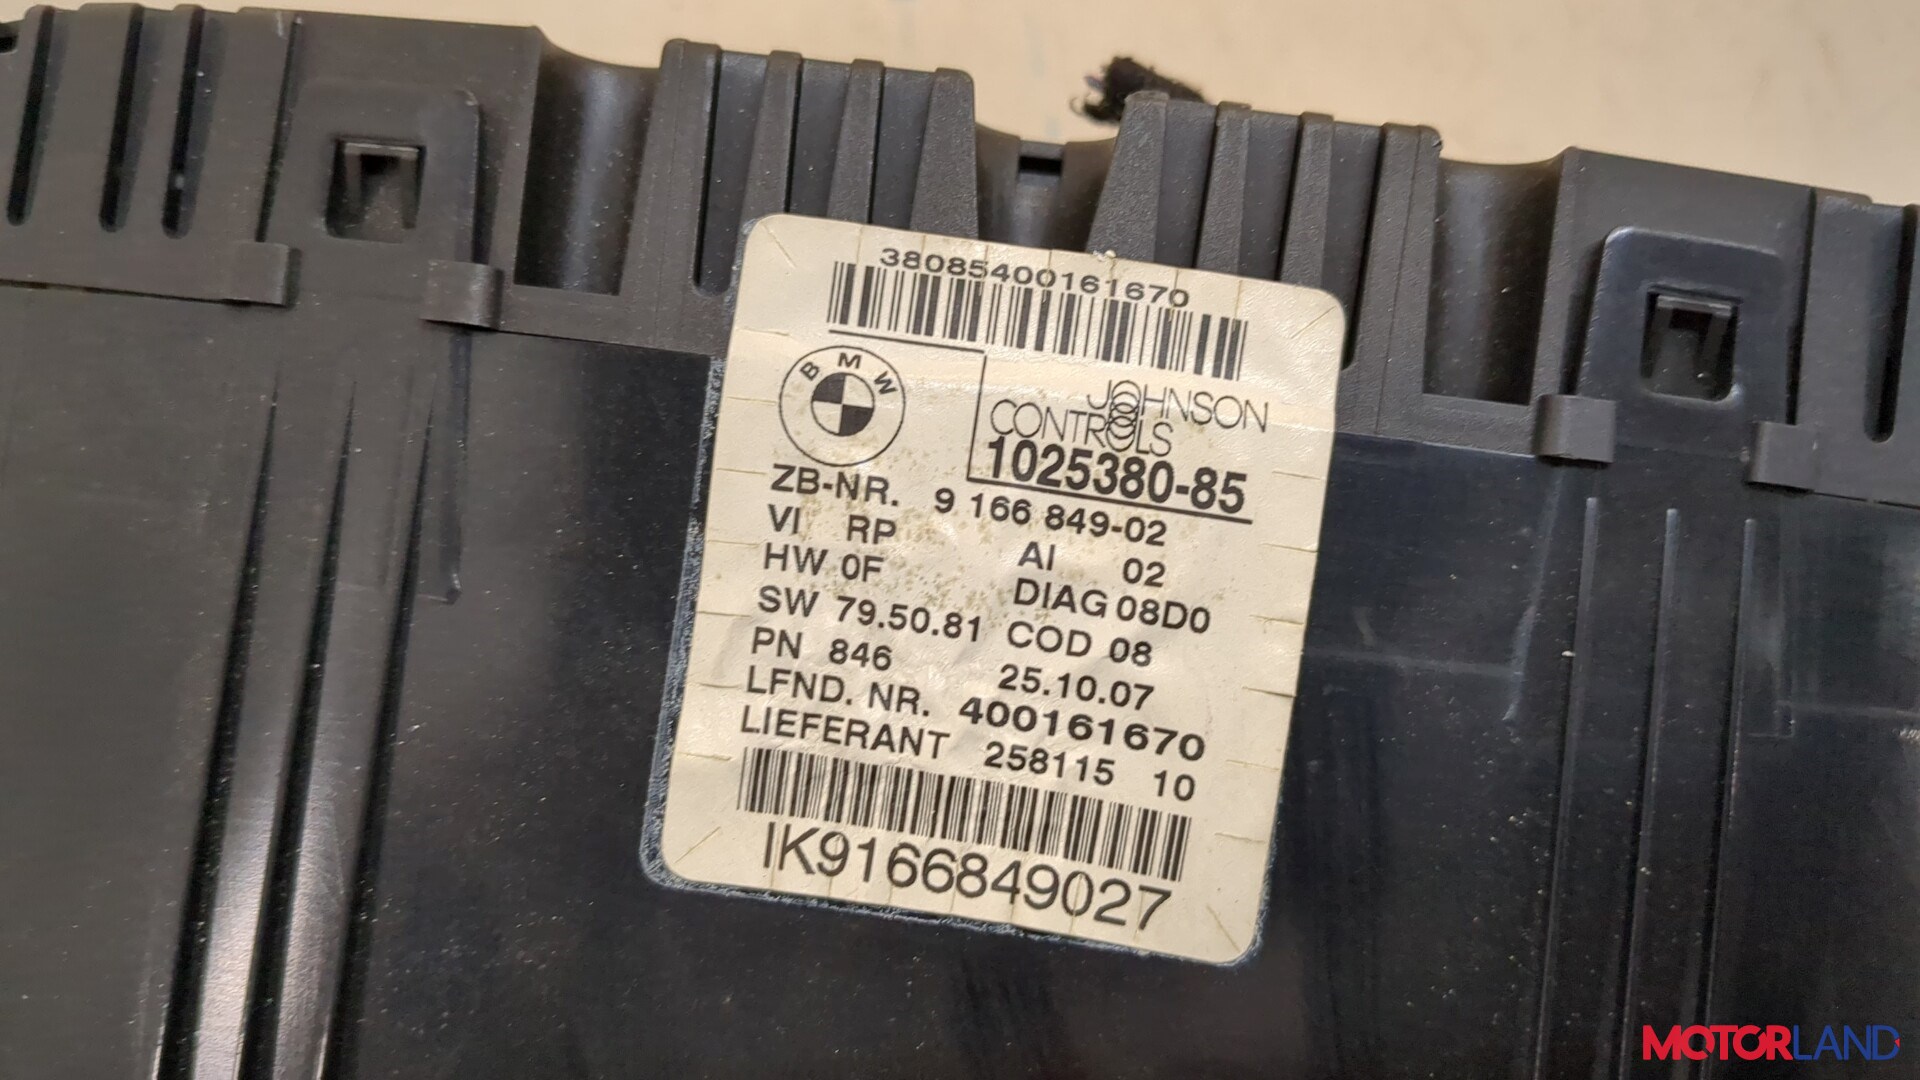 38085400161670
BMW
JOHNSON
CONTROLS
1025380-85
ZB-NR. 9 166 849-02
VI RP AI 02
HW 0F DIAG 08D0
SW 79.50.81 COD 08
PN 846 25.10.07
LFND. NR. 400161670
LIEFERANT 258115 10
IK9166849027
MOTORLAND